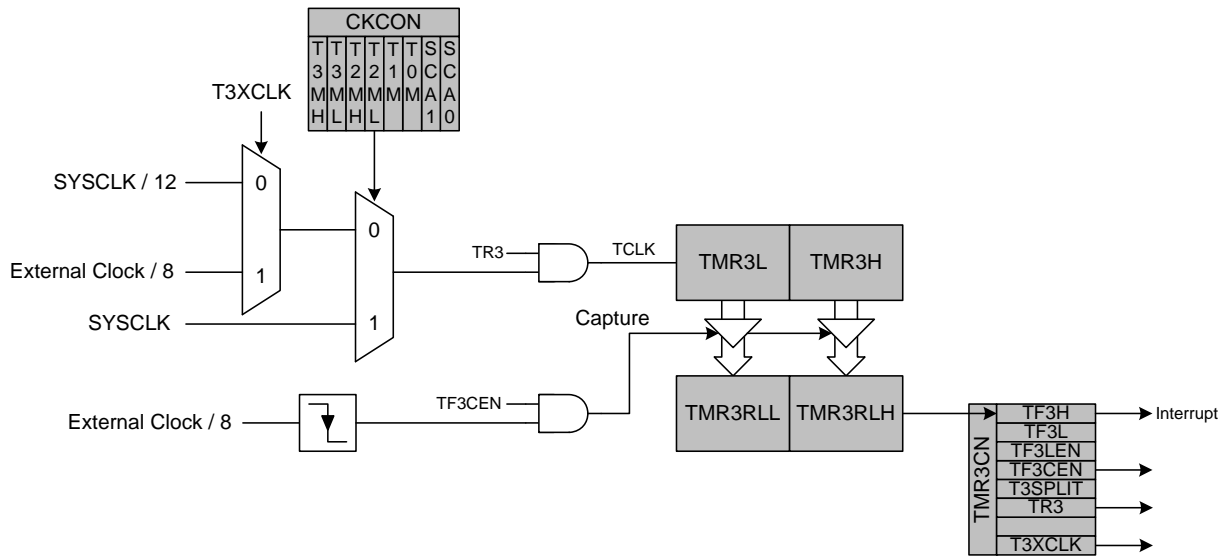 CKCON
T3MH
T3ML
T2MH
T2ML
T1M
T0M
SCA1
SCA0
T3XCLK
SYSCLK / 12
0
External Clock / 8
1
0
SYSCLK
1
TR3
TCLK
TMR3L
TMR3H
Capture
TF3CEN
External Clock / 8
TMR3RLL
TMR3RLH
TMR3CN
TF3H
Interrupt
TF3L
TF3LEN
TF3CEN
T3SPLIT
TR3
T3XCLK